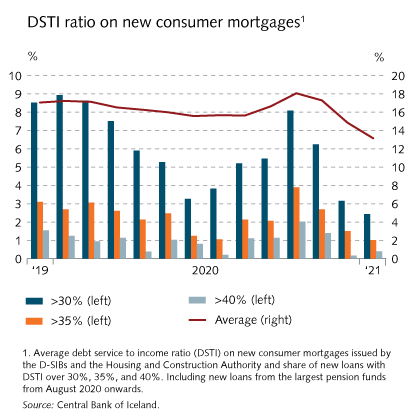 DSTI ratio on new consumer mortgages¹
% %
10 20
9 18
8 16
7 14
6 12
5 10
4 8
3 6
2 4
1 2
0 0
'19 2020 '21
>30% (left) >40% (left)
>35% (left) Average (right)
1. Average debt service to income ratio (DSTI) on new consumer mortgages issued by
the D-SIBs and the Housing and Construction Authority and share of new loans with
DSTI over 30%, 35%, and 40%. Including new loans from the largest pension funds
from August 2020 onwards.
Source: Central Bank of Iceland.